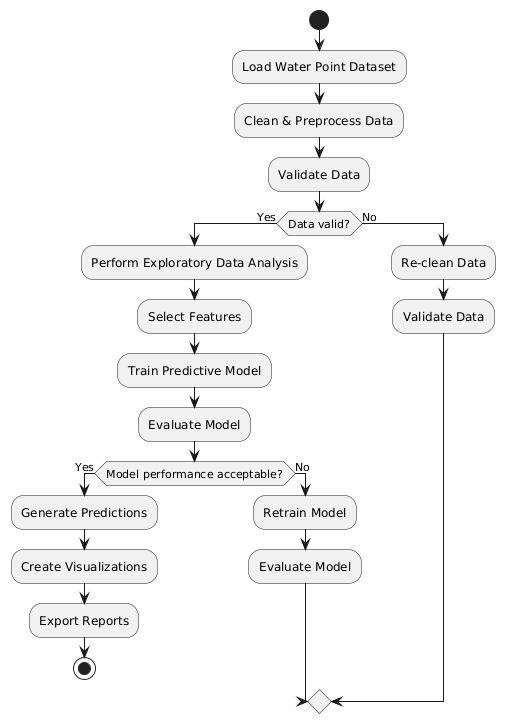 Load Water Point Dataset
Clean & Preprocess Data
Validate Data
Yes
Data valid?
No
Perform Exploratory Data Analysis
Re-clean Data
Select Features
Validate Data
Train Predictive Model
Evaluate Model
Yes
Model performance acceptable?
No
Generate Predictions
Retrain Model
Create Visualizations
Evaluate Model
Export Reports